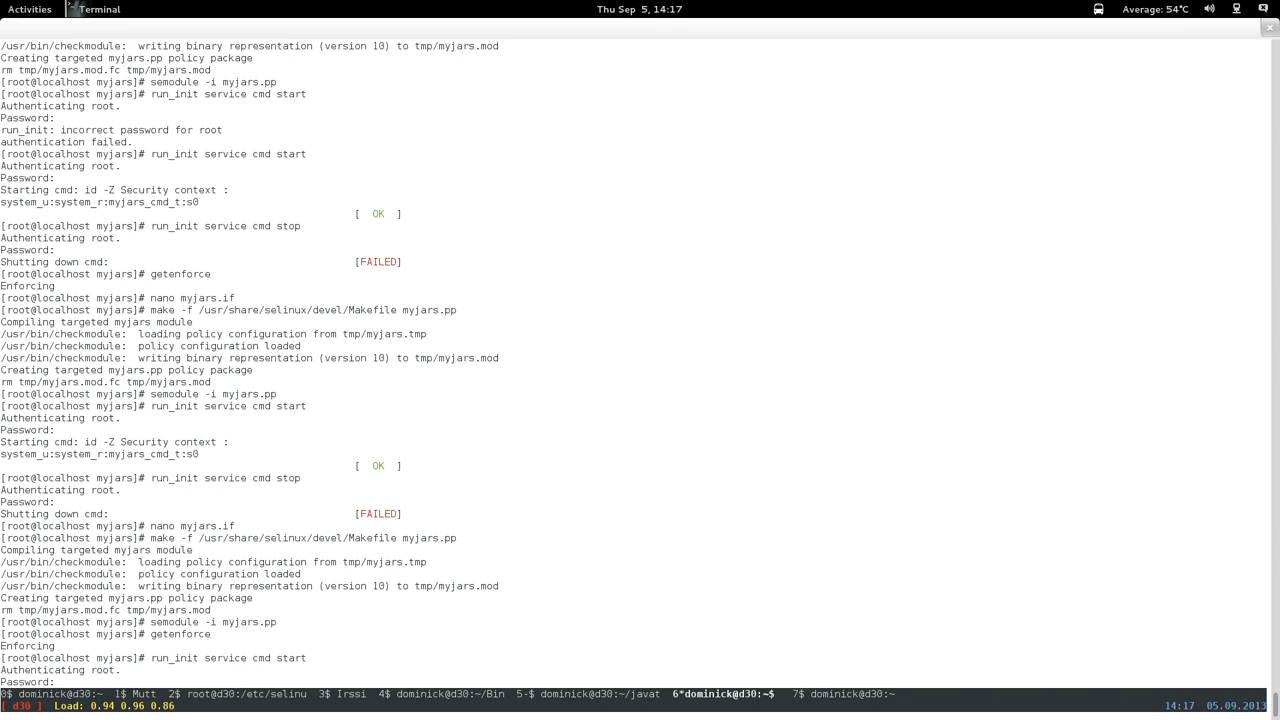 Activities Terminal Thu Sep 5, 14:17 Average: 54°C
/usr/bin/checkmodule:  writing binary representation (version 10) to tmp/myjars.mod
Creating targeted myjars.pp policy package
rm tmp/myjars.mod.fc tmp/myjars.mod
[root@localhost myjars]# semodule -i myjars.pp
[root@localhost myjars]# run_init service cmd start
Authenticating root.
Password:
run_init: incorrect password for root
authentication failed.
[root@localhost myjars]# run_init service cmd start
Authenticating root.
Password:
Starting cmd: id -Z Security context :
system_u:system_r:myjars_cmd_t:s0
[  OK  ]
[root@localhost myjars]# run_init service cmd stop
Authenticating root.
Password:
Shutting down cmd: [FAILED]
[root@localhost myjars]# getenforce
Enforcing
[root@localhost myjars]# nano myjars.if
[root@localhost myjars]# make -f /usr/share/selinux/devel/Makefile myjars.pp
Compiling targeted myjars module
/usr/bin/checkmodule:  loading policy configuration from tmp/myjars.tmp
/usr/bin/checkmodule:  policy configuration loaded
/usr/bin/checkmodule:  writing binary representation (version 10) to tmp/myjars.mod
Creating targeted myjars.pp policy package
rm tmp/myjars.mod.fc tmp/myjars.mod
[root@localhost myjars]# semodule -i myjars.pp
[root@localhost myjars]# run_init service cmd start
Authenticating root.
Password:
Starting cmd: id -Z Security context :
system_u:system_r:myjars_cmd_t:s0
[  OK  ]
[root@localhost myjars]# run_init service cmd stop
Authenticating root.
Password:
Shutting down cmd: [FAILED]
[root@localhost myjars]# nano myjars.if
[root@localhost myjars]# make -f /usr/share/selinux/devel/Makefile myjars.pp
Compiling targeted myjars module
/usr/bin/checkmodule:  loading policy configuration from tmp/myjars.tmp
/usr/bin/checkmodule:  policy configuration loaded
/usr/bin/checkmodule:  writing binary representation (version 10) to tmp/myjars.mod
Creating targeted myjars.pp policy package
rm tmp/myjars.mod.fc tmp/myjars.mod
[root@localhost myjars]# semodule -i myjars.pp
[root@localhost myjars]# getenforce
Enforcing
[root@localhost myjars]# run_init service cmd start
Authenticating root.
Password:
0$ dominick@d30:~  1$ Mutt  2$ root@d30:/etc/selinu  3$ Irssi  4$ dominick@d30:~/Bin  5-$ dominick@d30:~/javat  6*dominick@d30:~$  7$ dominick@d30:~
[ d30 ]  Load: 0.94 0.96 0.86 14:17  05.09.2013